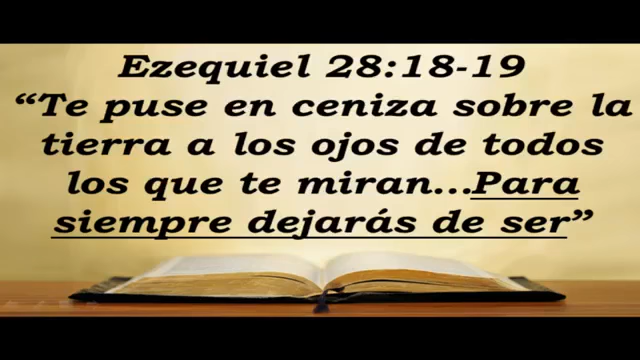 Ezequiel 28:18-19
“Te puse en ceniza sobre la
tierra a los ojos de todos
los que te miran...Para
siempre dejarás de ser”